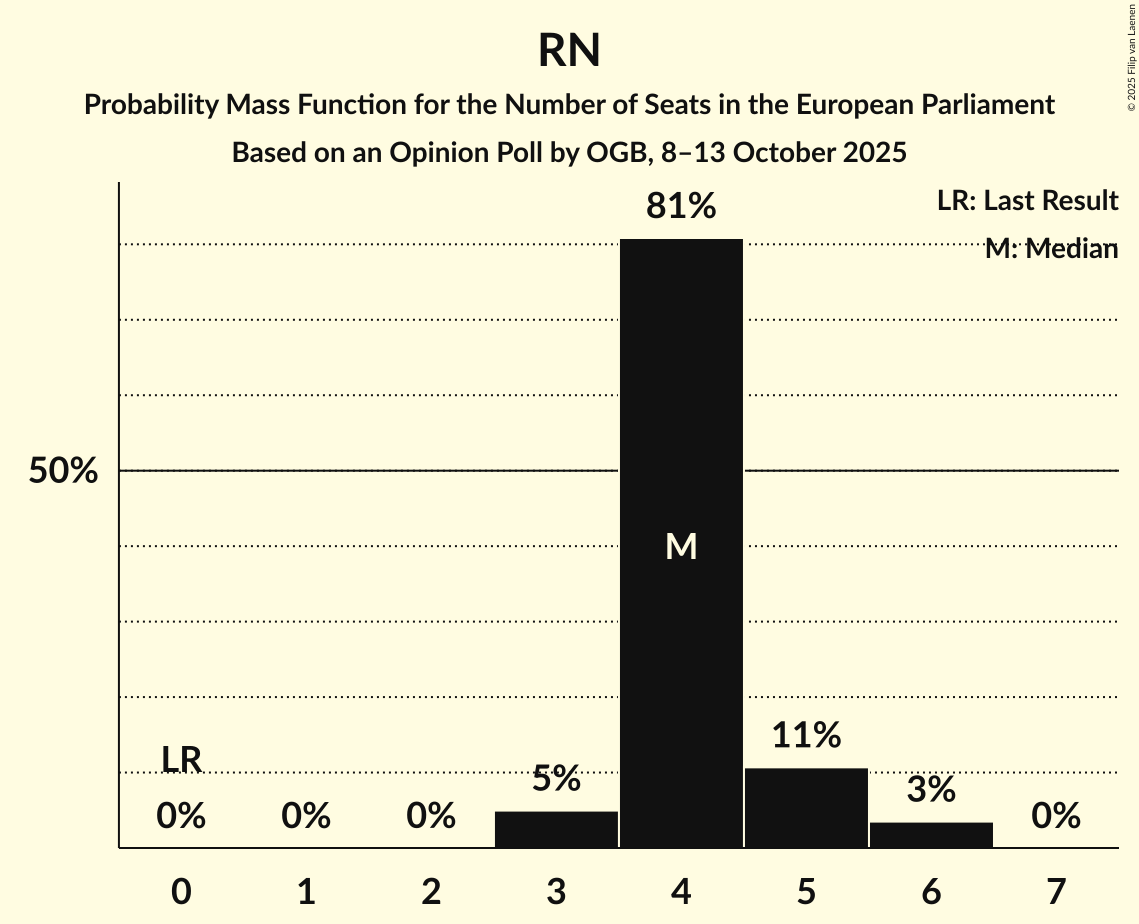 RN
Probability Mass Function for the Number of Seats in the European Parliament
Based on an Opinion Poll by OGB, 8–13 October 2025
© 2025 Filip van Laenen
LR: Last Result
M: Median
81%
50%
M
LR
0%
0%
0%
5%
11%
3%
0%
0 1 2 3 4 5 6 7